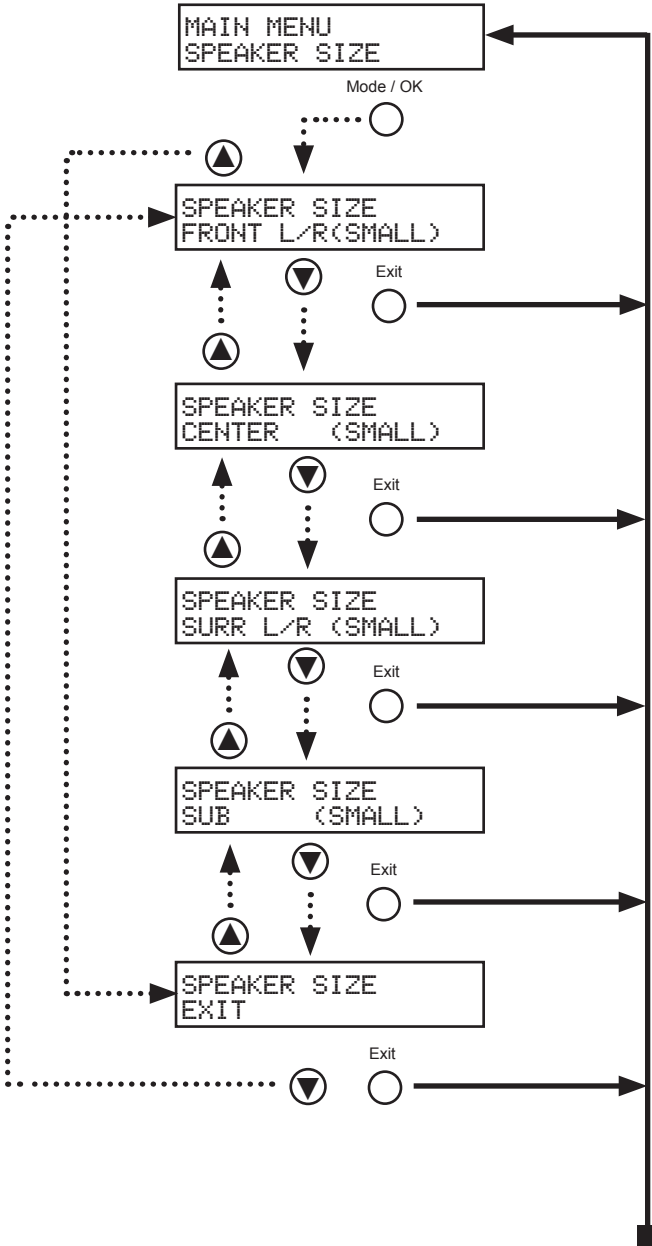 MAIN MENU
SPEAKER SIZE
Mode / OK
SPEAKER SIZE
FRONT L/R(SMALL)
Exit
SPEAKER SIZE
CENTER (SMALL)
Exit
SPEAKER SIZE
SURR L/R (SMALL)
Exit
SPEAKER SIZE
SUB (SMALL)
Exit
SPEAKER SIZE
EXIT
Exit